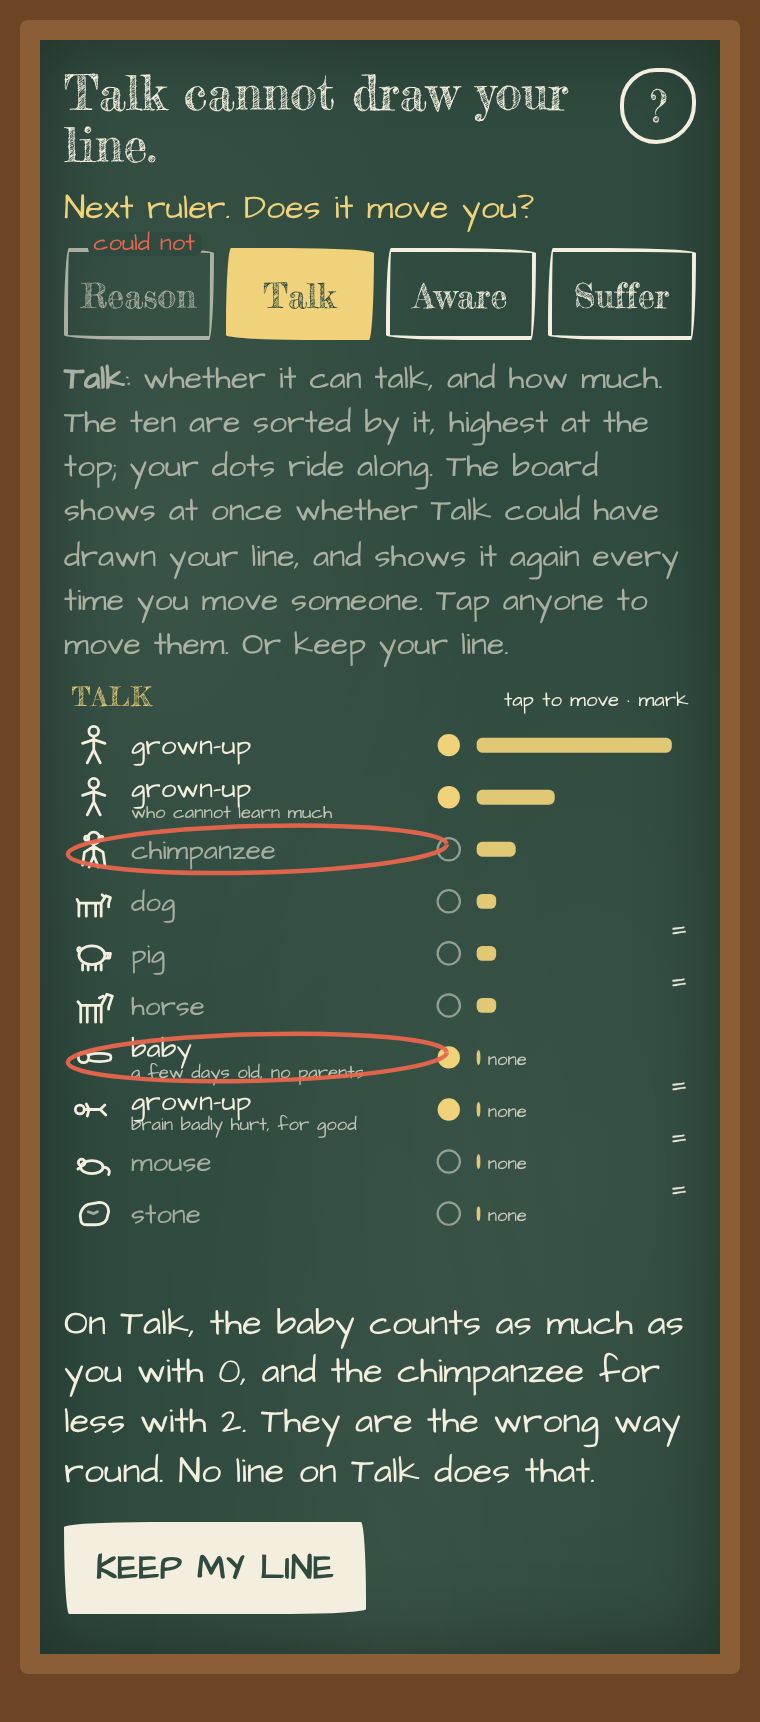 Talk cannot draw your
line.
?
Next ruler. Does it move you?
could not
Reason
Talk
Aware
Suffer
Talk: whether it can talk, and how much.
The ten are sorted by it, highest at the
top; your dots ride along. The board
shows at once whether Talk could have
drawn your line, and shows it again every
time you move someone. Tap anyone to
move them. Or keep your line.
TALK
tap to move · mark
grown-up
grown-up
who cannot learn much
chimpanzee
dog
=
pig
=
horse
baby
a few days old, no parents
none
=
grown-up
brain badly hurt, for good
none
=
mouse
none
=
stone
none
On Talk, the baby counts as much as
you with 0, and the chimpanzee for
less with 2. They are the wrong way
round. No line on Talk does that.
KEEP MY LINE